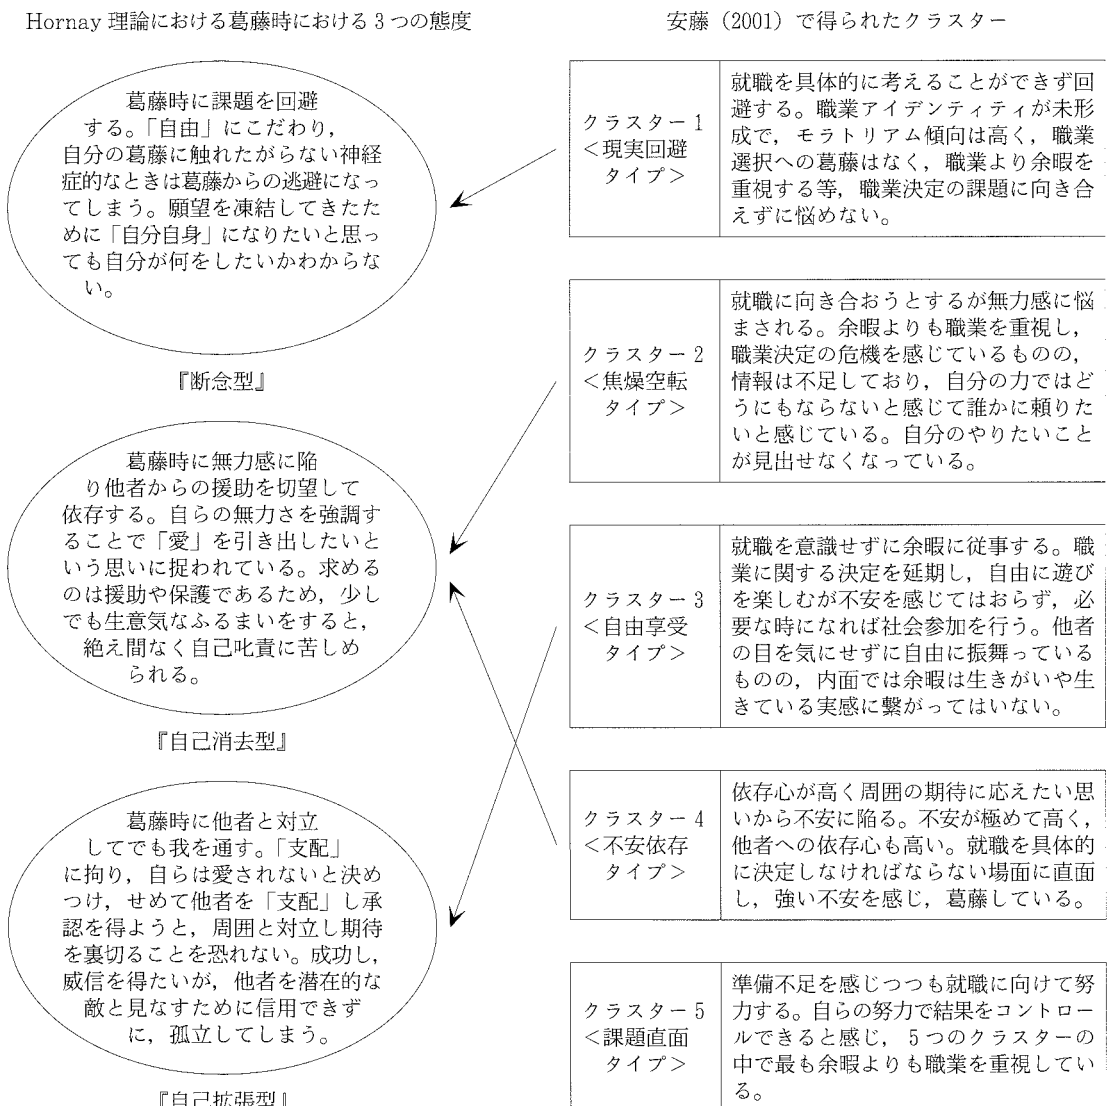 Hornay 理論における葛藤時における3つの態度
葛藤時に課題を回避
する。「自由」にこだわり，
自分の葛藤に触れたがらない神経
症的なときは葛藤からの逃避になっ
てしまう。願望を凍結してきたた
めに「自分自身」になりたいと思っ
ても自分が何をしたいかわからな
い。
『断念型』
葛藤時に無力感に陥
り他者からの援助を切望して
依存する。自らの無力さを強調す
ることで「愛」を引き出したいと
いう思いに捉われている。求める
のは援助や保護であるため，少し
でも生意気なふるまいをすると，
絶え間なく自己叱責に苦しめ
られる。
『自己消去型』
葛藤時に他者と対立
してでも我を通す。「支配」
に拘り，自らは愛されないと決め
つけ，せめて他者を「支配」し承
認を得ようと，周囲と対立し期待
を裏切ることを恐れない。成功し，
威信を得たいが，他者を潜在的な
敵と見なすために信用できず
に，孤立してしまう。
『自己拡張型』
安藤（2001）で得られたクラスター
クラスター1
＜現実回避
タイプ＞
就職を具体的に考えることができず回
避する。職業アイデンティティが未形
成で，モラトリアム傾向は高く，職業
選択への葛藤はなく，職業より余暇を
重視する等，職業決定の課題に向き合
えずに悩めない。
クラスター2
＜焦燥空転
タイプ＞
就職に向き合おうとするが無力感に悩
まされる。余暇よりも職業を重視し，
職業決定の危機を感じているものの，
情報は不足しており，自分の力ではど
うにもならないと感じて誰かに頼りた
いと感じている。自分のやりたいこと
が見出せなくなっている。
クラスター3
＜自由享受
タイプ＞
就職を意識せずに余暇に従事する。職
業に関する決定を延期し，自由に遊び
を楽しむが不安を感じてはおらず，必
要な時になれば社会参加を行う。他者
の目を気にせずに自由に振舞っている
ものの，内面では余暇は生きがいや生
きている実感に繋がってはいない。
クラスター4
＜不安依存
タイプ＞
依存心が高く周囲の期待に応えたい思
いから不安に陥る。不安が極めて高く，
他者への依存心も高い。就職を具体的
に決定しなければならない場面に直面
し，強い不安を感じ，葛藤している。
クラスター5
＜課題直面
タイプ＞
準備不足を感じつつも就職に向けて努
力する。自らの努力で結果をコントロー
ルできると感じ，5つのクラスターの
中で最も余暇よりも職業を重視してい
る。